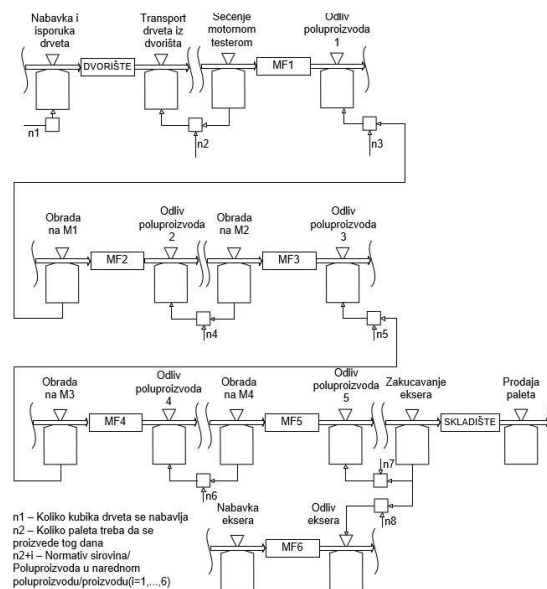 Nabavka i
isporuka
drveta
Transport
drveta iz
dvorišta
Sečenje
motornom
testerom
Odliv
poluproizvoda
1
DVORIŠTE
MF1
n1
n2
n3
Obrada
na M1
Odliv
poluproizvoda
2
Obrada
na M2
Odliv
poluproizvoda
3
MF2
MF3
n4
n5
Obrada
na M3
Odliv
poluproizvoda
4
Obrada
na M4
Odliv
poluproizvoda
5
Zakucavanje
eksera
Prodaja
paleta
MF4
MF5
SKLADIŠTE
n6
n7
n8
Nabavka
eksera
Odliv
eksera
MF6
n1 – Koliko kubika drveta se nabavlja
n2 – Koliko paleta treba da se
proizvede tog dana
n2+i – Normativ sirovina/
Poluproizvoda u narednom
poluproizvodu/proizvodu(i=1,...,6)